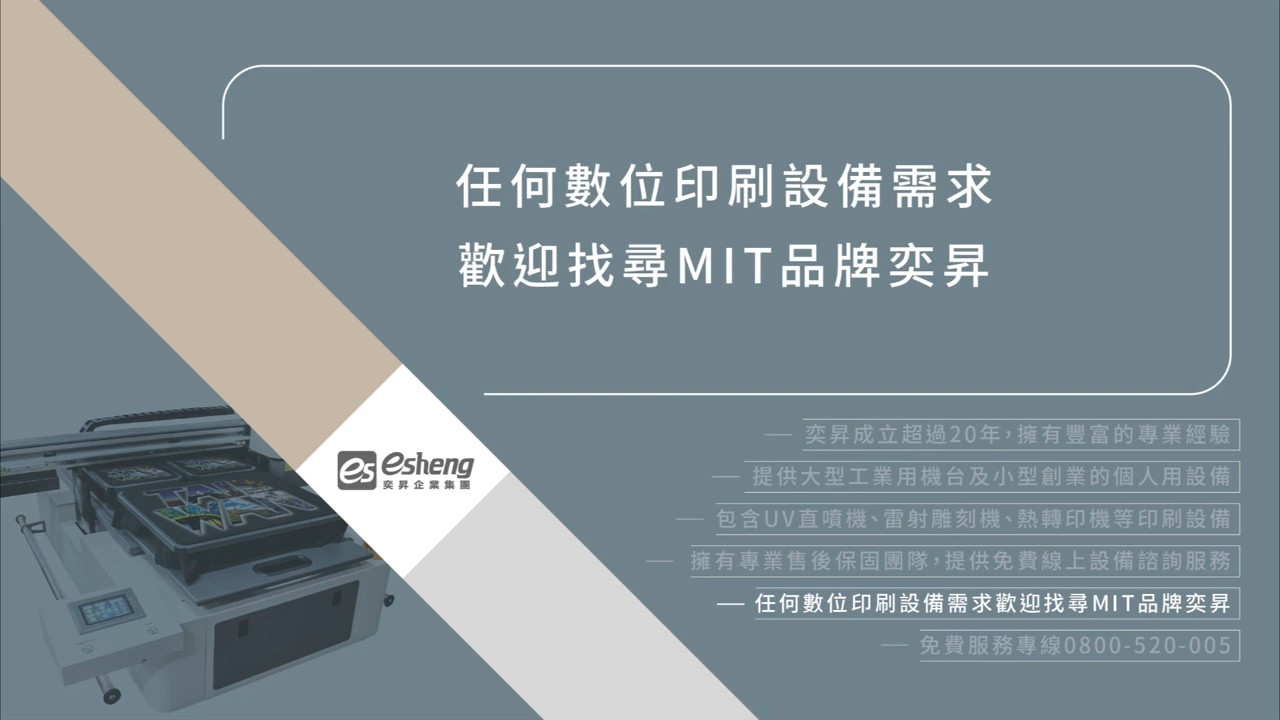 任何數位印刷設備需求
歡迎找尋MIT品牌奕昇
奕昇成立超過20年，擁有豐富的專業經驗
提供大型工業用機台及小型創業的個人用設備
包含UV直噴機、雷射雕刻機、熱轉印機等印刷設備
擁有專業售後保固團隊，提供免費線上設備諮詢服務
任何數位印刷設備需求歡迎找尋MIT品牌奕昇
免費服務專線0800-520-005
es esheng
奕昇企業集團
TAI
WAN